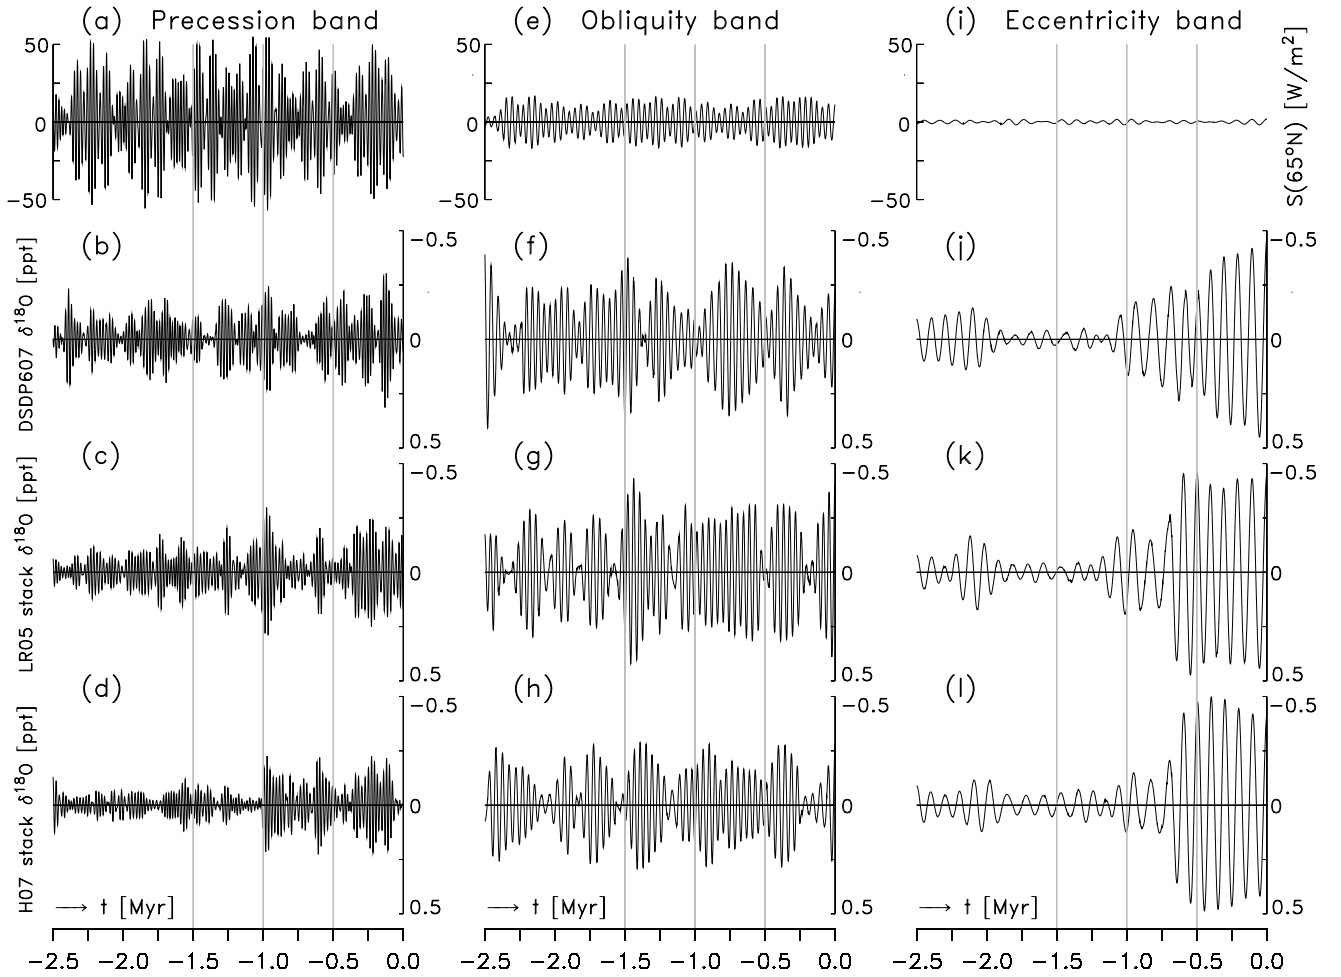 (a) Precession band
(e) Obliquity band
(i) Eccentricity band
50
0
−50
50
0
−50
50
0
−50
S(65°N) [W/m²]
(b)
DSDP607 δ¹⁸O [ppt]
−0.5
0
0.5
(f)
−0.5
0
0.5
(j)
−0.5
0
0.5
(c)
LR05 stack δ¹⁸O [ppt]
−0.5
0
0.5
(g)
−0.5
0
0.5
(k)
−0.5
0
0.5
(d)
H07 stack δ¹⁸O [ppt]
−0.5
0
0.5
(h)
−0.5
0
0.5
(l)
−0.5
0
0.5
→ t [Myr]
→ t [Myr]
→ t [Myr]
−2.5 −2.0 −1.5 −1.0 −0.5 0.0
−2.5 −2.0 −1.5 −1.0 −0.5 0.0
−2.5 −2.0 −1.5 −1.0 −0.5 0.0